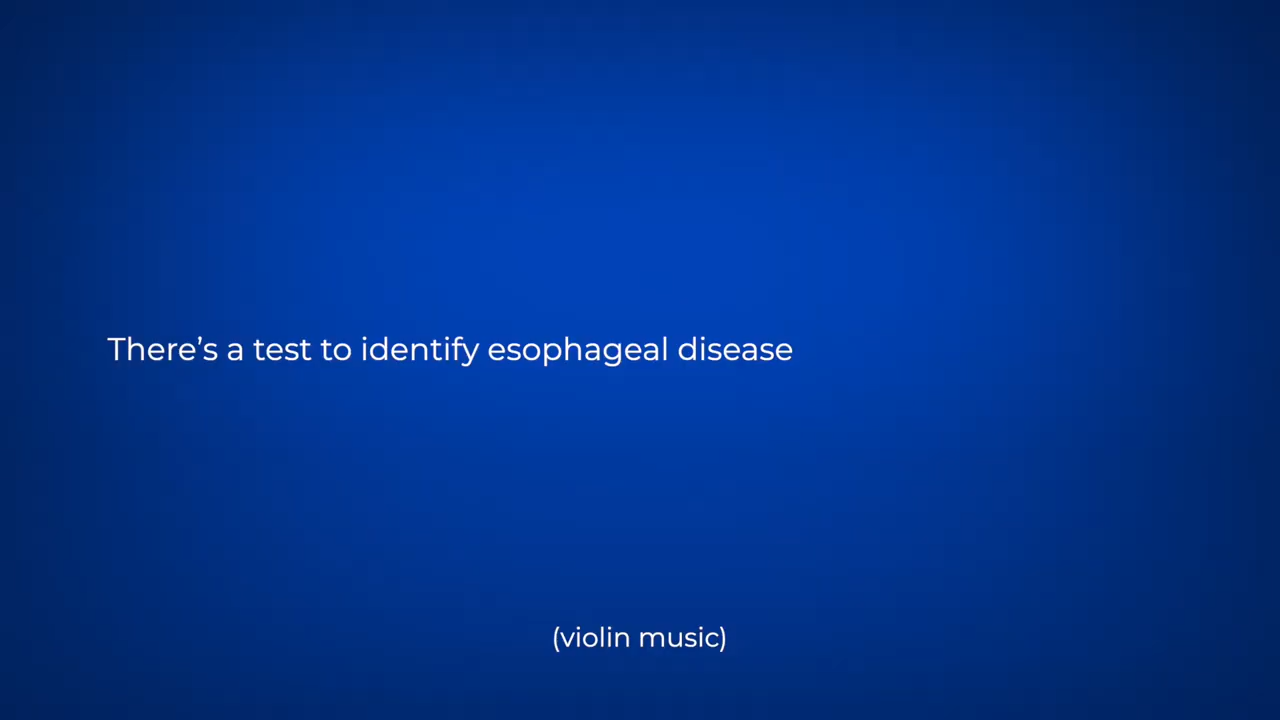 There’s a test to identify esophageal disease
(violin music)